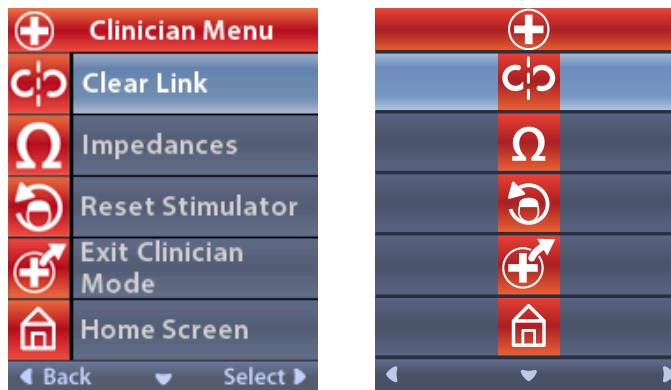 Clinician Menu
Clear Link
Impedances
Ω
Reset Stimulator
Exit Clinician
Mode
Home Screen
Back
Select
Ω